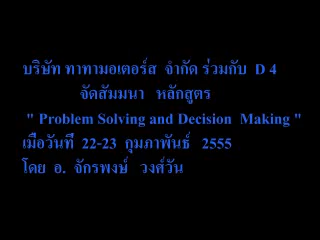 บริษัท ทาทามอเตอร์ส จำกัด ร่วมกับ D 4
จัดสัมมนา หลักสูตร
" Problem Solving and Decision Making "
เมื่อวันที่ 22-23 กุมภาพันธ์ 2555
โดย อ. จักรพงษ์ วงศ์วัน